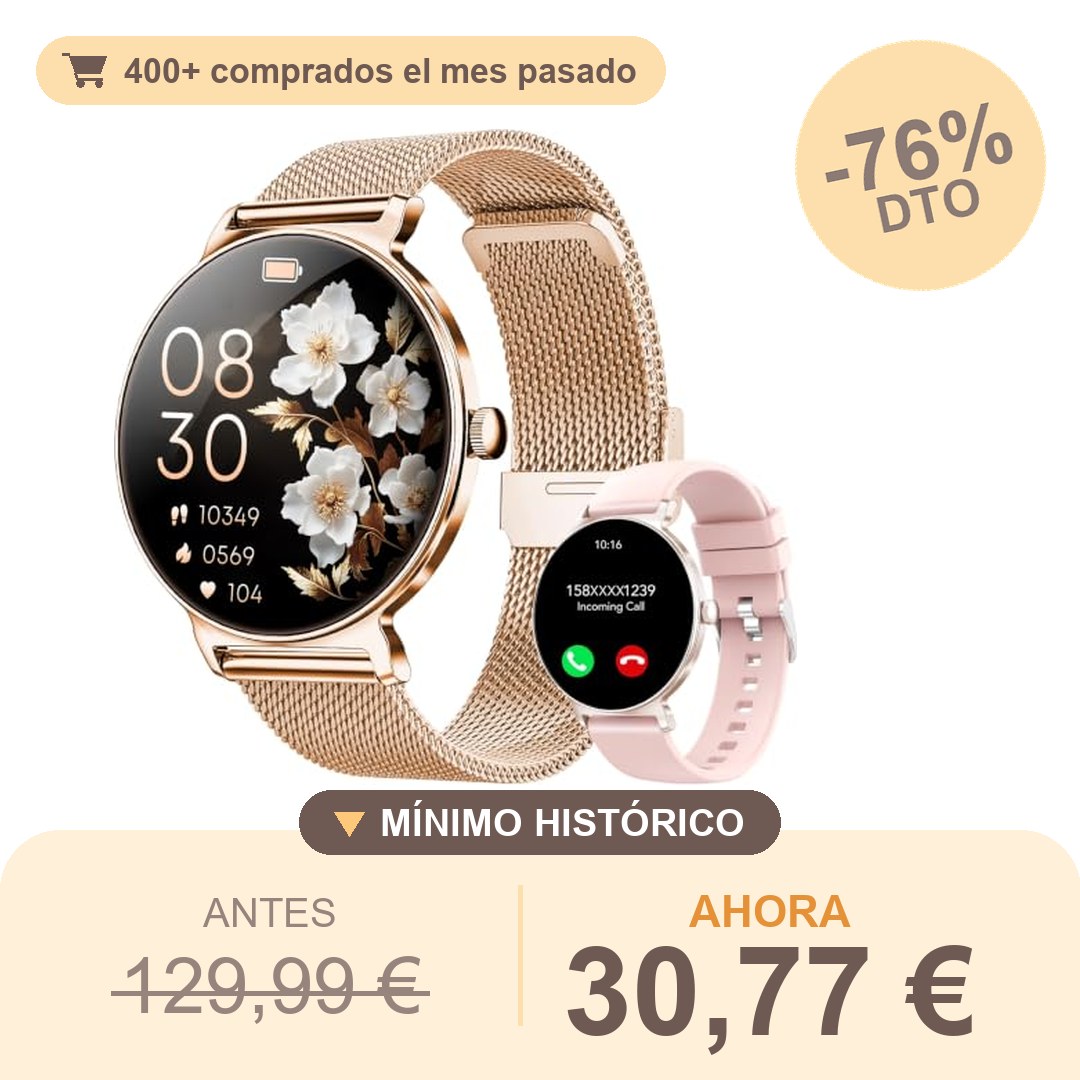 400+ comprados el mes pasado
-76%
DTO
08
30
10349
0569
104
10:16
158XXXX1239
Incoming Call
MÍNIMO HISTÓRICO
ANTES
129,99 €
AHORA
30,77 €